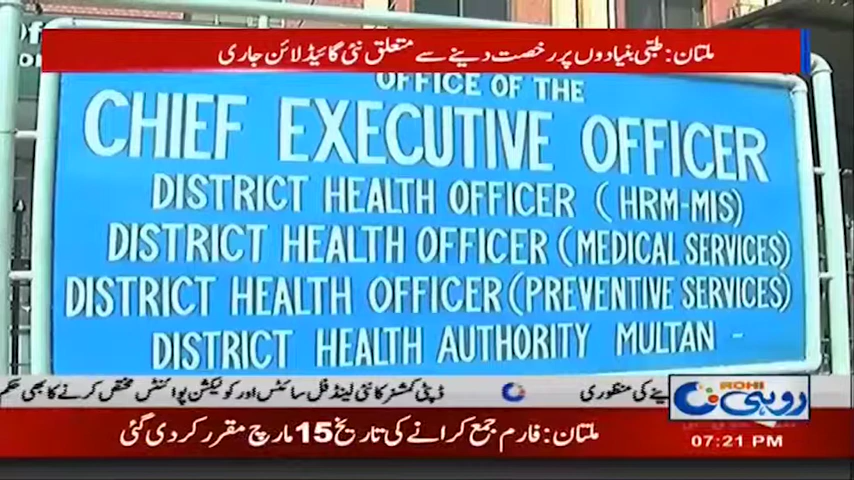 ملتان: طبی بنیادوں پر رخصت دینے سے متعلق نئی گائیڈ لائن جاری
OFFICE OF THE
CHIEF EXECUTIVE OFFICER
DISTRICT HEALTH OFFICER (HRM-MIS)
DISTRICT HEALTH OFFICER (MEDICAL SERVICES)
DISTRICT HEALTH OFFICER (PREVENTIVE SERVICES)
DISTRICT HEALTH AUTHORITY MULTAN -
ینے کی منظوری ڈپٹی کمشنر کا نئی لینڈ فل سائٹس اور کولیکشن پوائنٹس مختص کرنے کا بھی حکم
ROHI
روہی
ملتان: فارم جمع کرانے کی تاریخ 15 مارچ مقرر کر دی گئی
07:21 PM